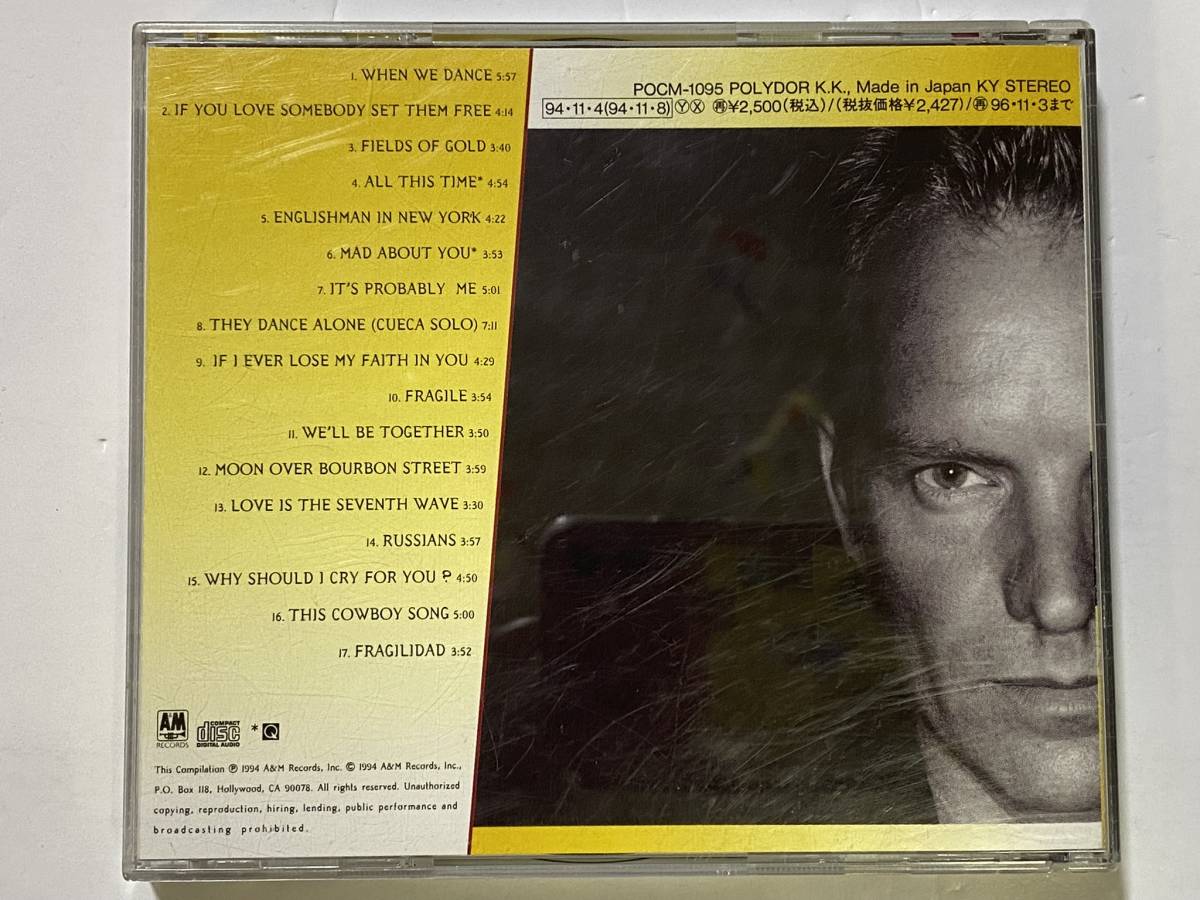 1. WHEN WE DANCE 5:57
2. IF YOU LOVE SOMEBODY SET THEM FREE 4:14
3. FIELDS OF GOLD 3:40
4. ALL THIS TIME* 4:54
5. ENGLISHMAN IN NEW YORK 4:22
6. MAD ABOUT YOU* 3:53
7. IT'S PROBABLY ME 5:01
8. THEY DANCE ALONE (CUECA SOLO) 7:11
9. IF I EVER LOSE MY FAITH IN YOU 4:29
10. FRAGILE 3:54
11. WE'LL BE TOGETHER 3:50
12. MOON OVER BOURBON STREET 3:59
13. LOVE IS THE SEVENTH WAVE 3:30
14. RUSSIANS 3:57
15. WHY SHOULD I CRY FOR YOU ? 4:50
16. THIS COWBOY SONG 5:00
17. FRAGILIDAD 3:52
POCM-1095 POLYDOR K.K., Made in Japan KY STEREO
94・11・4(94・11・8) Ⓨ Ⓧ ㊢¥2,500(税込)/(税抜価格¥2,427)/㊢96・11・3まで
A&M
RECORDS
COMPACT
disc
DIGITAL AUDIO
* Q
This Compilation ℗ 1994 A&M Records, Inc. © 1994 A&M Records, Inc.,
P.O. Box 118, Hollywood, CA 90078. All rights reserved. Unauthorized
copying, reproduction, hiring, lending, public performance and
broadcasting prohibited.